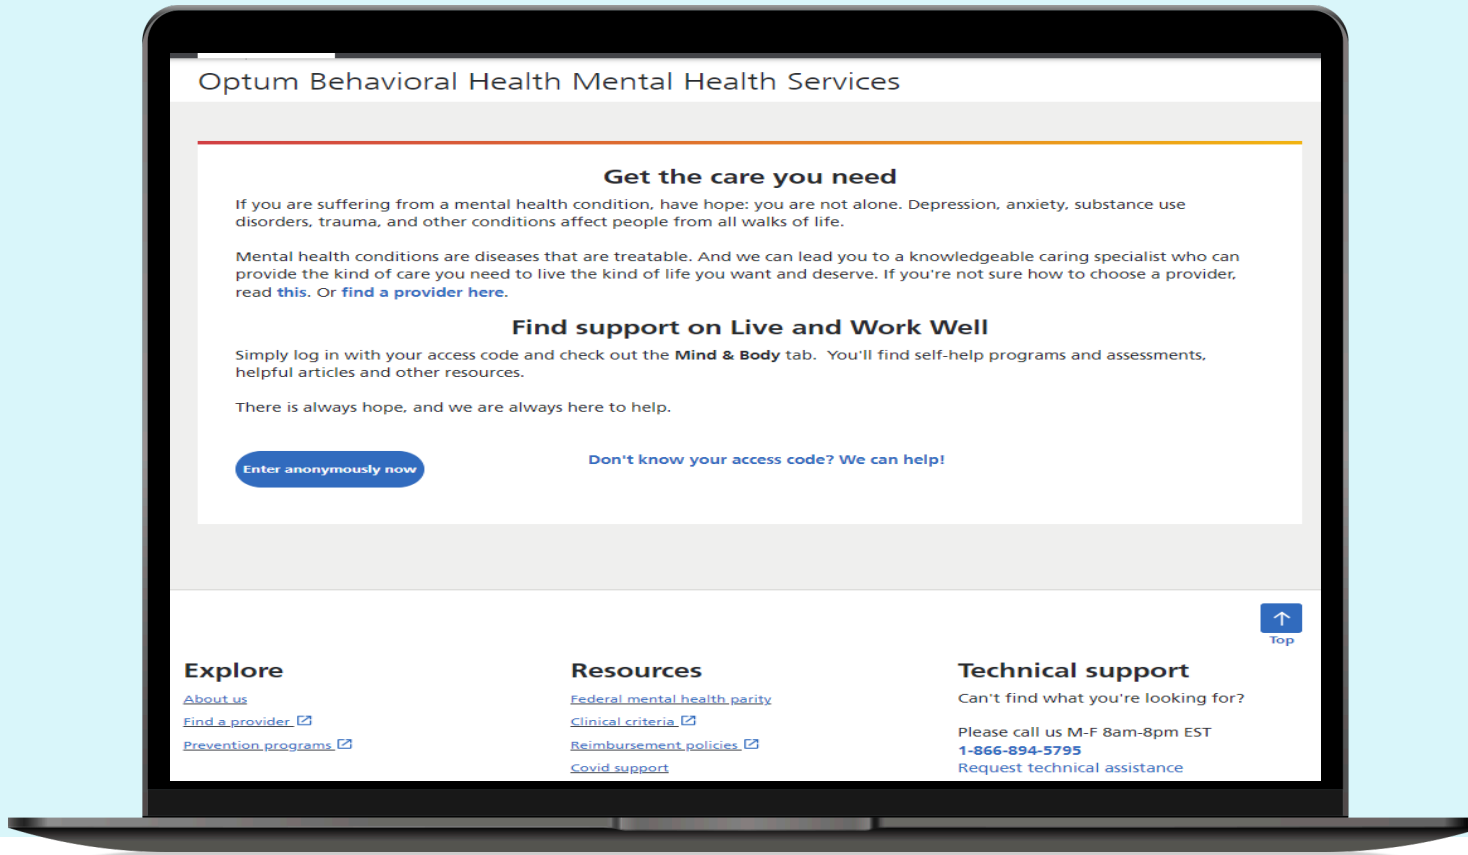 Optum Behavioral Health Mental Health Services
Get the care you need
If you are suffering from a mental health condition, have hope: you are not alone. Depression, anxiety, substance use
disorders, trauma, and other conditions affect people from all walks of life.
Mental health conditions are diseases that are treatable. And we can lead you to a knowledgeable caring specialist who can
provide the kind of care you need to live the kind of life you want and deserve. If you're not sure how to choose a provider,
read this. Or find a provider here.
Find support on Live and Work Well
Simply log in with your access code and check out the Mind & Body tab.  You'll find self-help programs and assessments,
helpful articles and other resources.
There is always hope, and we are always here to help.
Enter anonymously now
Don't know your access code? We can help!
Top
Explore
About us
Find a provider
Prevention programs
Resources
Federal mental health parity
Clinical criteria
Reimbursement policies
Covid support
Technical support
Can't find what you're looking for?
Please call us M-F 8am-8pm EST
1-866-894-5795
Request technical assistance